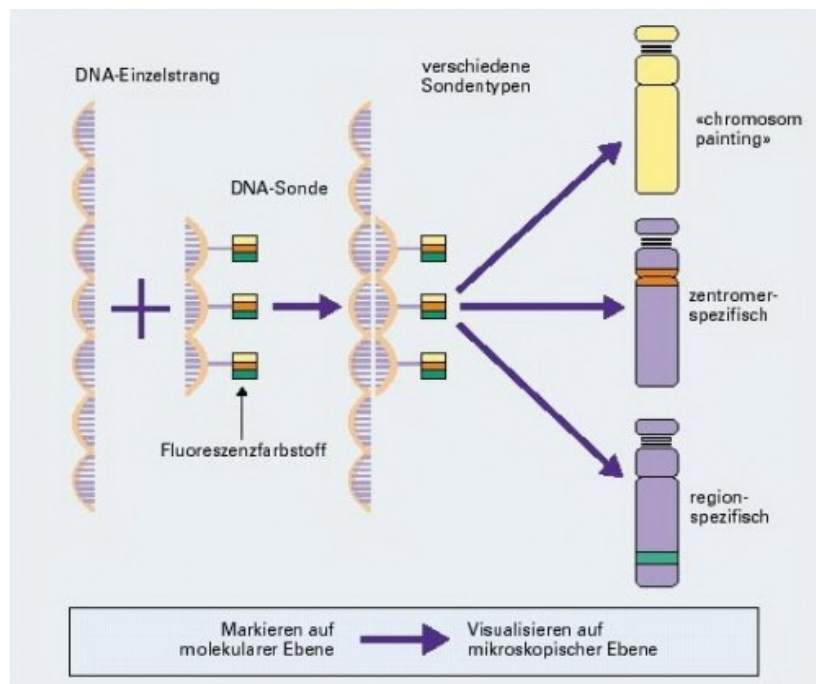 DNA-Einzelstrang
verschiedene
Sondentypen
«chromosom
painting»
DNA-Sonde
zentromer-
spezifisch
Fluoreszenzfarbstoff
region-
spezifisch
Markieren auf
molekularer Ebene
Visualisieren auf
mikroskopischer Ebene